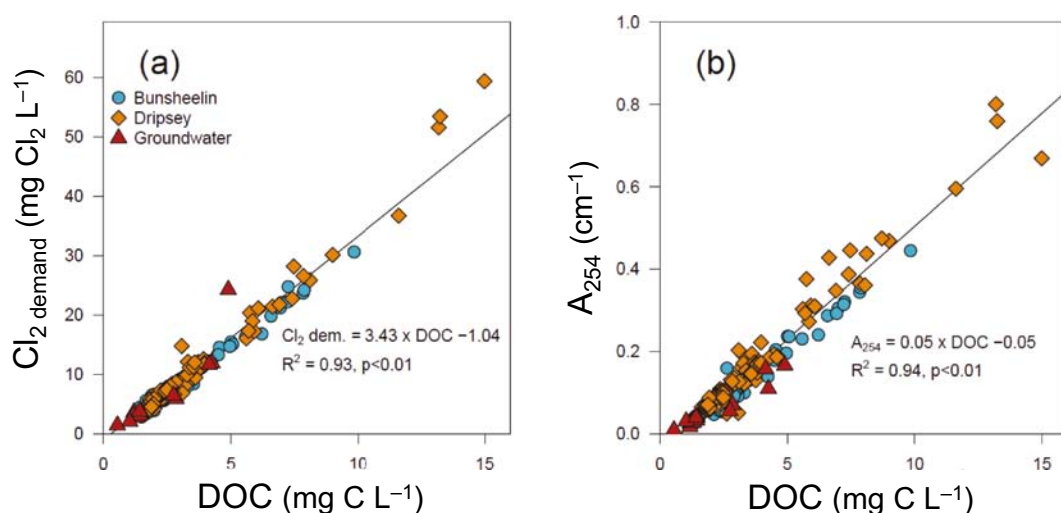 (a)
Bunsheelin
Dripsey
Groundwater
Cl₂ dem. = 3.43 x DOC −1.04
R² = 0.93, p<0.01
Cl₂ demand (mg Cl₂ L⁻¹)
60
50
40
30
20
10
0
0
5
10
15
DOC (mg C L⁻¹)
(b)
A₂₅₄ = 0.05 x DOC −0.05
R² = 0.94, p<0.01
A₂₅₄ (cm⁻¹)
1.0
0.8
0.6
0.4
0.2
0.0
0
5
10
15
DOC (mg C L⁻¹)